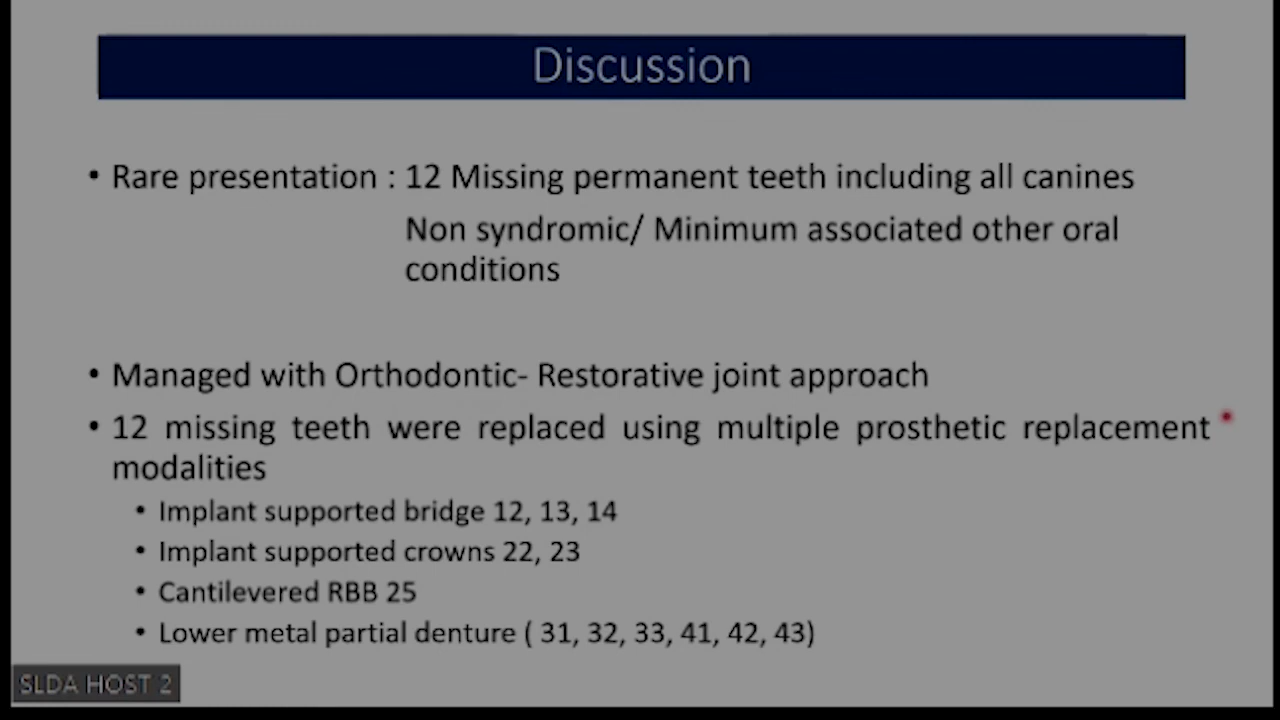 Discussion
• Rare presentation : 12 Missing permanent teeth including all canines
Non syndromic/ Minimum associated other oral
conditions
• Managed with Orthodontic- Restorative joint approach
• 12 missing teeth were replaced using multiple prosthetic replacement
modalities
• Implant supported bridge 12, 13, 14
• Implant supported crowns 22, 23
• Cantilevered RBB 25
• Lower metal partial denture ( 31, 32, 33, 41, 42, 43)
SLDA HOST 2